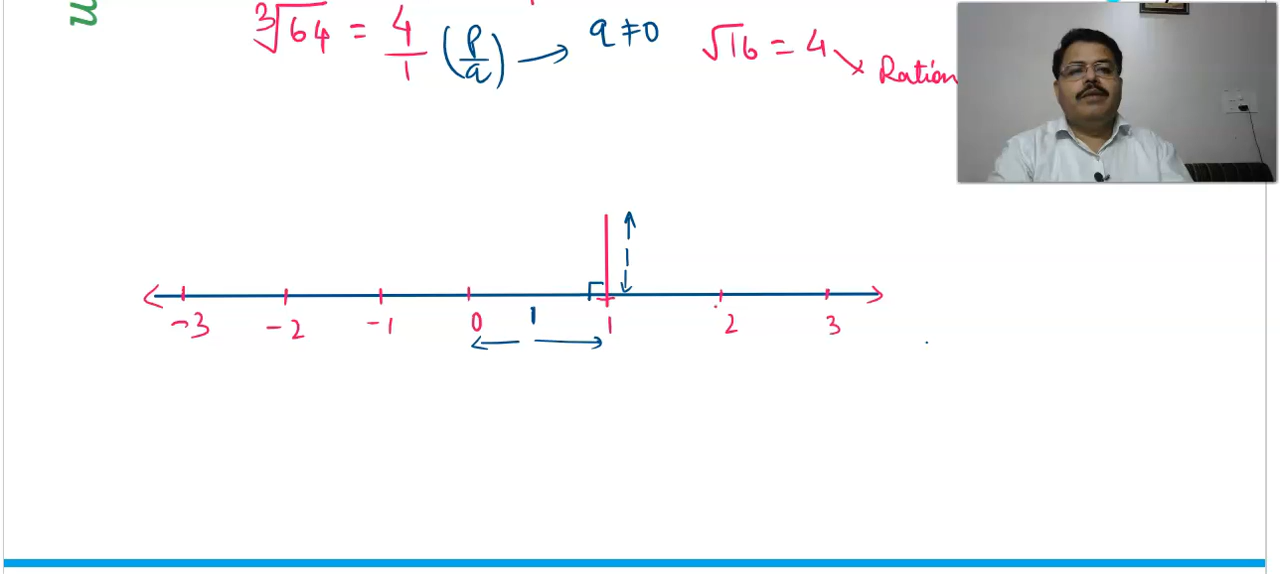 ∛64 = 4/1 (p/q) → q ≠ 0 √16 = 4 → Ration
1
-3 -2 -1 0 1 1 2 3